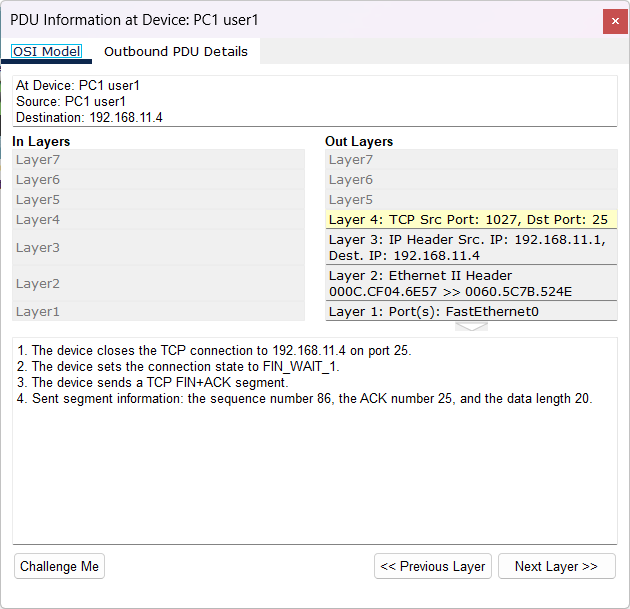 PDU Information at Device: PC1 user1
OSI Model
Outbound PDU Details
At Device: PC1 user1
Source: PC1 user1
Destination: 192.168.11.4
In Layers
Layer7
Layer6
Layer5
Layer4
Layer3
Layer2
Layer1
Out Layers
Layer7
Layer6
Layer5
Layer 4: TCP Src Port: 1027, Dst Port: 25
Layer 3: IP Header Src. IP: 192.168.11.1,
Dest. IP: 192.168.11.4
Layer 2: Ethernet II Header
000C.CF04.6E57 >> 0060.5C7B.524E
Layer 1: Port(s): FastEthernet0
1. The device closes the TCP connection to 192.168.11.4 on port 25.
2. The device sets the connection state to FIN_WAIT_1.
3. The device sends a TCP FIN+ACK segment.
4. Sent segment information: the sequence number 86, the ACK number 25, and the data length 20.
Challenge Me
<< Previous Layer
Next Layer >>